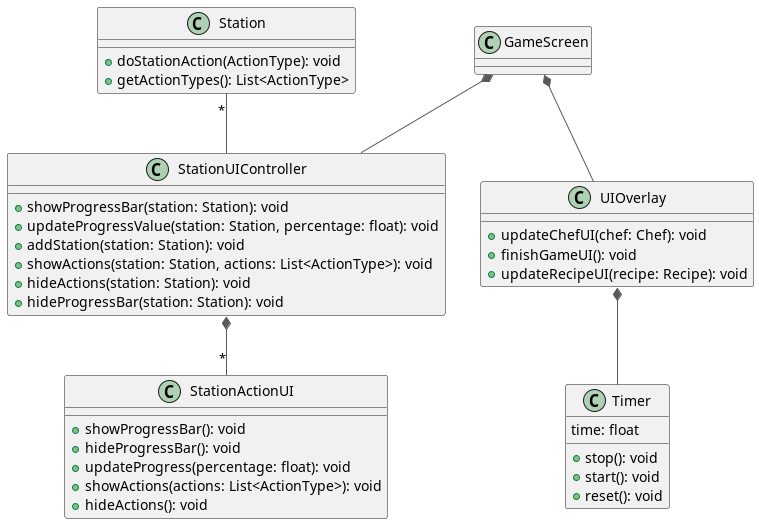 C Station
doStationAction(ActionType): void
getActionTypes(): List<ActionType>
C GameScreen
*
C StationUIController
showProgressBar(station: Station): void
updateProgressValue(station: Station, percentage: float): void
addStation(station: Station): void
showActions(station: Station, actions: List<ActionType>): void
hideActions(station: Station): void
hideProgressBar(station: Station): void
C UIOverlay
updateChefUI(chef: Chef): void
finishGameUI(): void
updateRecipeUI(recipe: Recipe): void
*
C StationActionUI
showProgressBar(): void
hideProgressBar(): void
updateProgress(percentage: float): void
showActions(actions: List<ActionType>): void
hideActions(): void
C Timer
time: float
stop(): void
start(): void
reset(): void